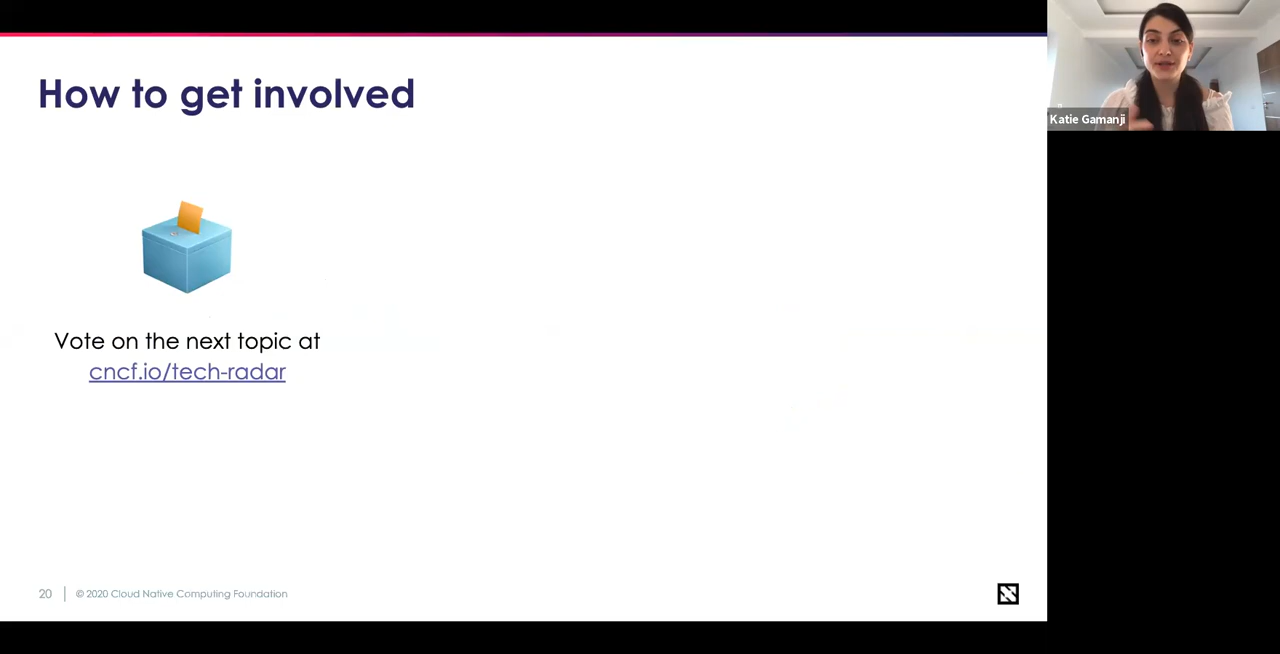 How to get involved
Katie Gamanji
Vote on the next topic at
cncf.io/tech-radar
20
© 2020 Cloud Native Computing Foundation